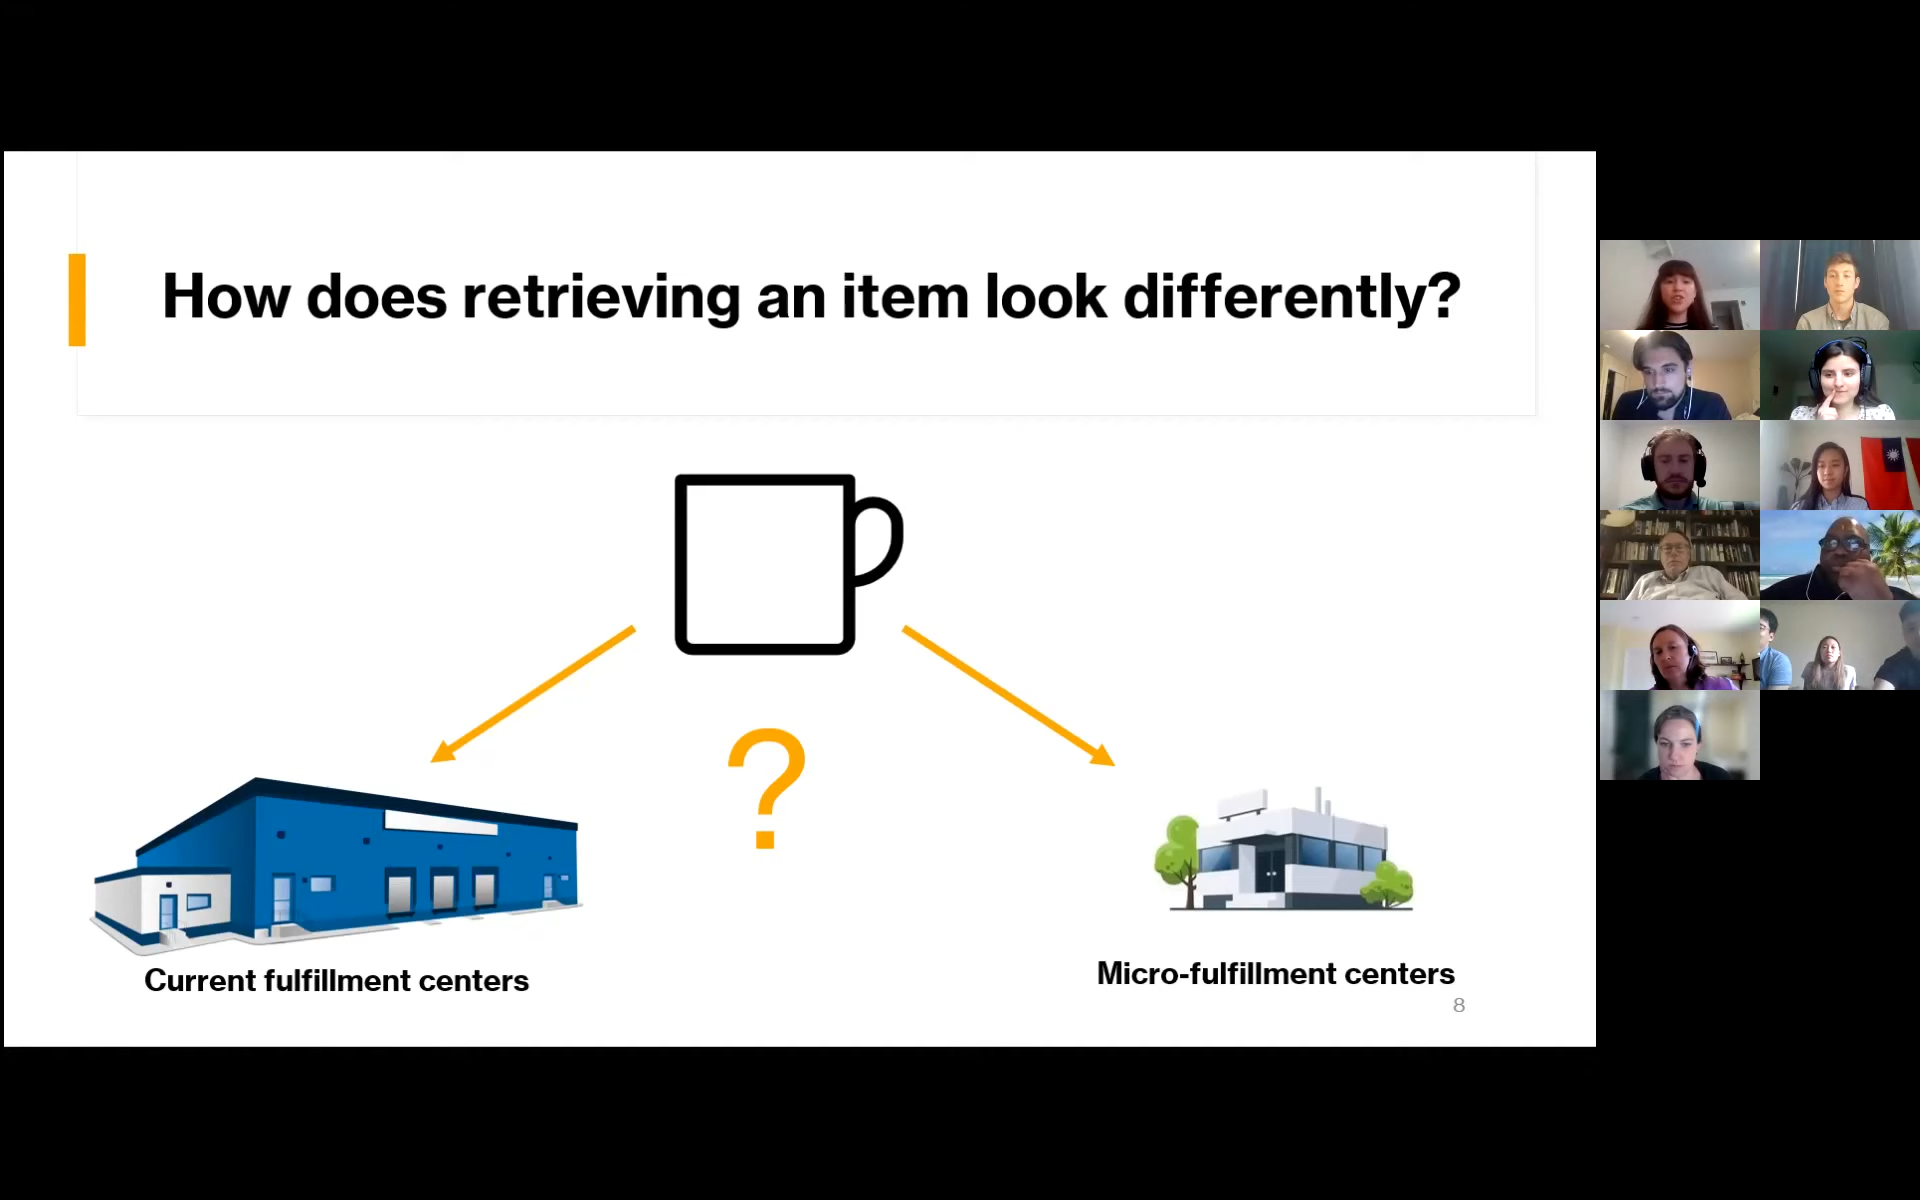 How does retrieving an item look differently?
?
Current fulfillment centers
Micro-fulfillment centers
8